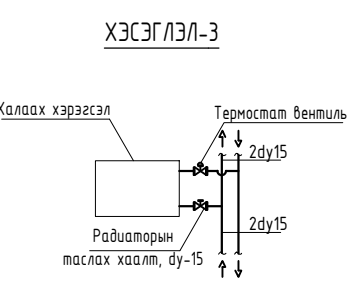 ХЭСЭГЛЭЛ-3
Халаах хэрэгсэл
Термостат вентиль
2dy15
2dy15
Радиаторын
таслах хаалт, dy-15